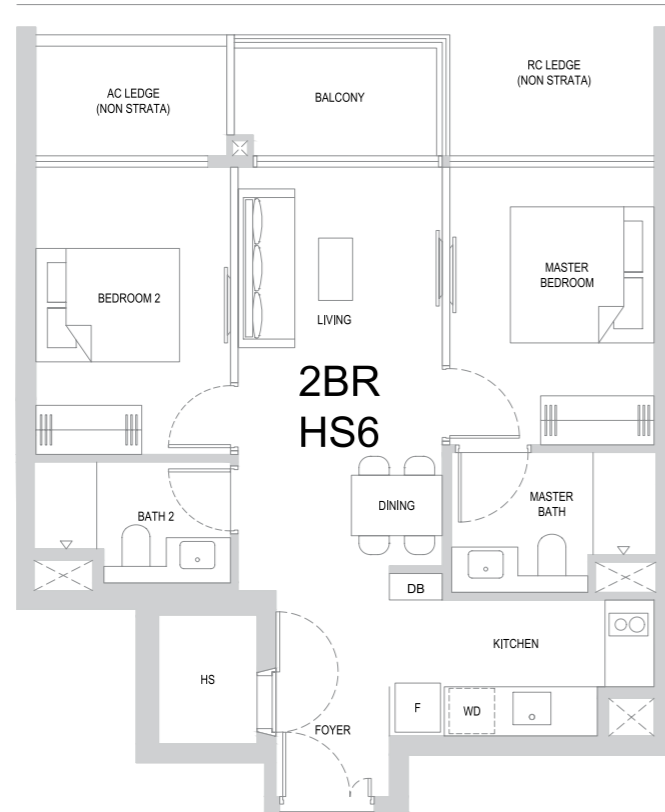 AC LEDGE
(NON STRATA)
BALCONY
RC LEDGE
(NON STRATA)
BEDROOM 2
LIVING
MASTER
BEDROOM
2BR
HS6
BATH 2
DINING
MASTER
BATH
DB
HS
KITCHEN
FOYER
F
WD